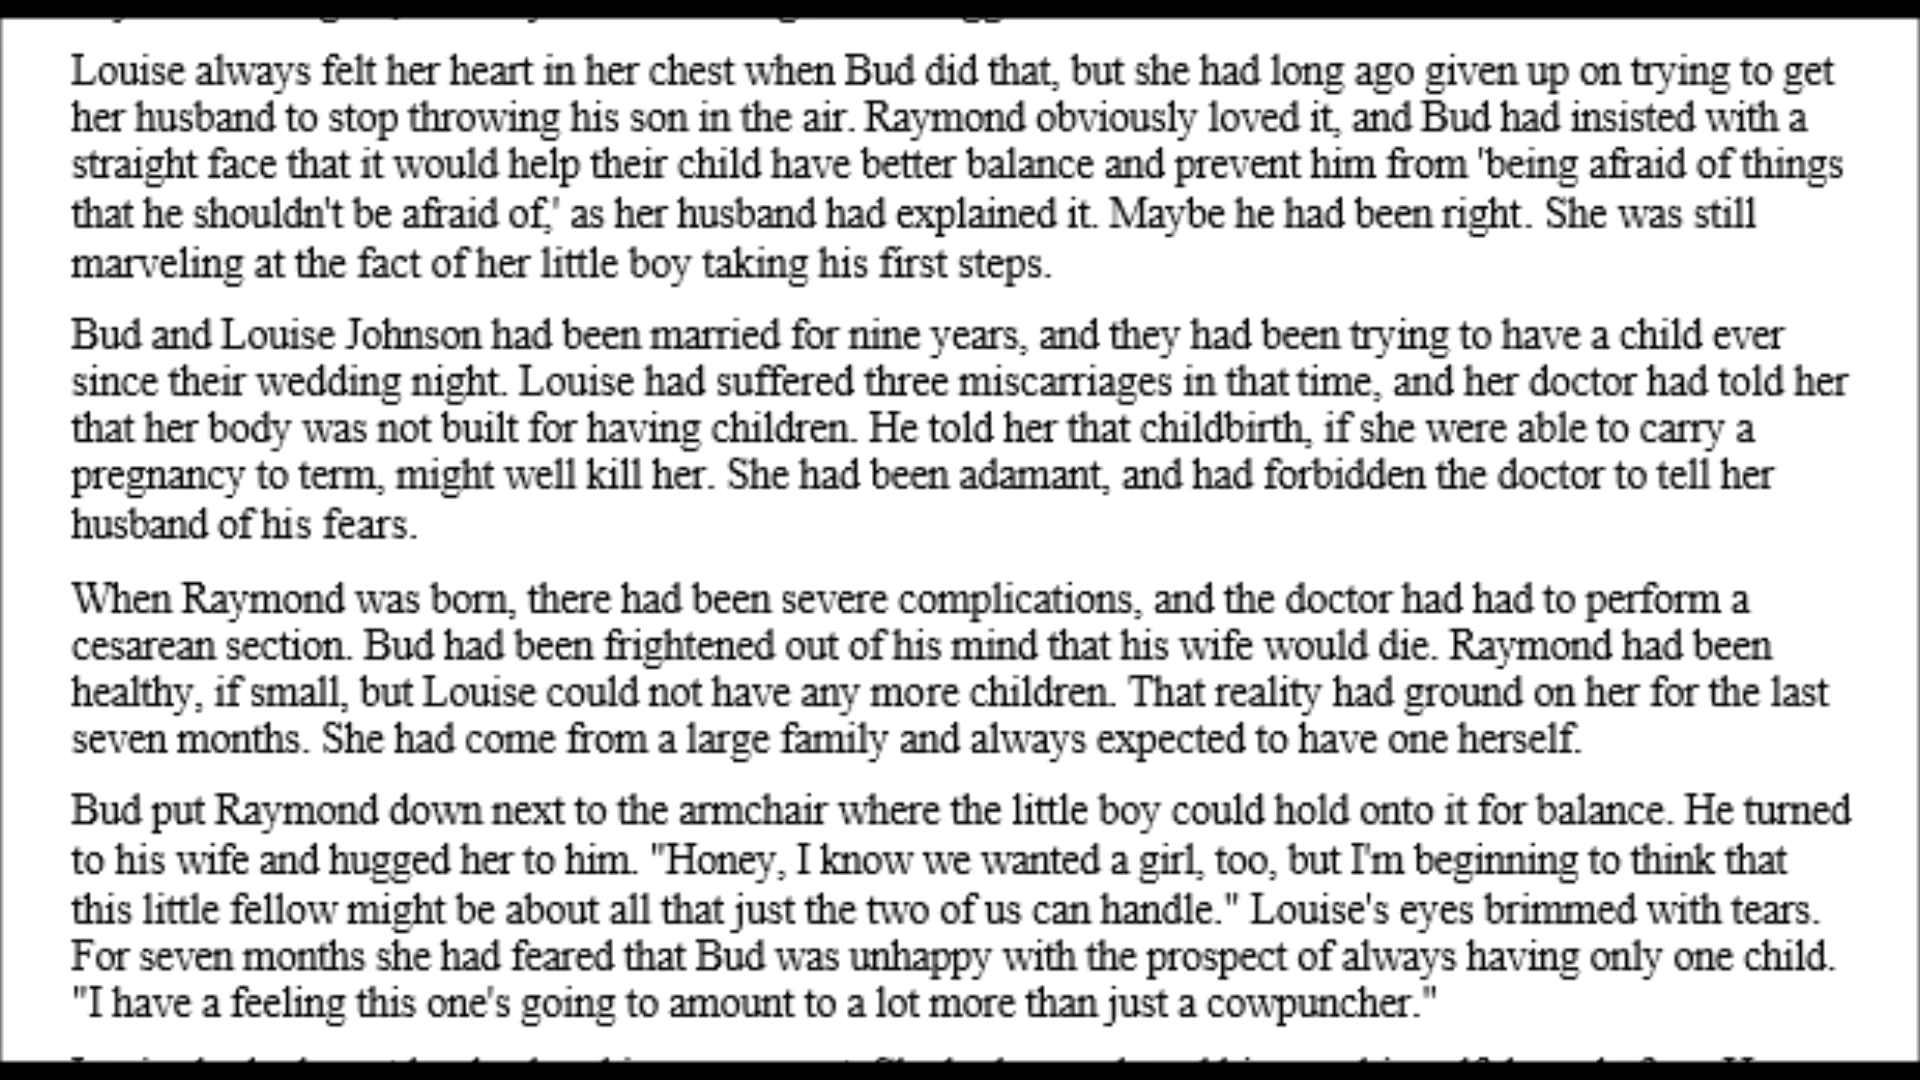 Louise always felt her heart in her chest when Bud did that, but she had long ago given up on trying to get
her husband to stop throwing his son in the air. Raymond obviously loved it, and Bud had insisted with a
straight face that it would help their child have better balance and prevent him from 'being afraid of things
that he shouldn't be afraid of,' as her husband had explained it. Maybe he had been right. She was still
marveling at the fact of her little boy taking his first steps.
Bud and Louise Johnson had been married for nine years, and they had been trying to have a child ever
since their wedding night. Louise had suffered three miscarriages in that time, and her doctor had told her
that her body was not built for having children. He told her that childbirth, if she were able to carry a
pregnancy to term, might well kill her. She had been adamant, and had forbidden the doctor to tell her
husband of his fears.
When Raymond was born, there had been severe complications, and the doctor had had to perform a
cesarean section. Bud had been frightened out of his mind that his wife would die. Raymond had been
healthy, if small, but Louise could not have any more children. That reality had ground on her for the last
seven months. She had come from a large family and always expected to have one herself.
Bud put Raymond down next to the armchair where the little boy could hold onto it for balance. He turned
to his wife and hugged her to him. "Honey, I know we wanted a girl, too, but I'm beginning to think that
this little fellow might be about all that just the two of us can handle." Louise's eyes brimmed with tears.
For seven months she had feared that Bud was unhappy with the prospect of always having only one child.
"I have a feeling this one's going to amount to a lot more than just a cowpuncher."